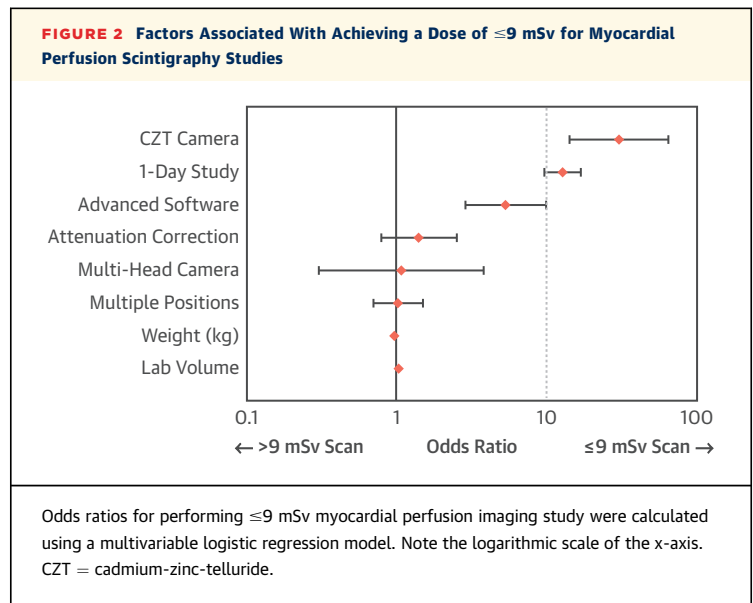 FIGURE 2 Factors Associated With Achieving a Dose of ≤9 mSv for Myocardial
Perfusion Scintigraphy Studies
CZT Camera
1-Day Study
Advanced Software
Attenuation Correction
Multi-Head Camera
Multiple Positions
Weight (kg)
Lab Volume
0.1 1 10 100
← >9 mSv Scan Odds Ratio ≤9 mSv Scan →
Odds ratios for performing ≤9 mSv myocardial perfusion imaging study were calculated
using a multivariable logistic regression model. Note the logarithmic scale of the x-axis.
CZT = cadmium-zinc-telluride.